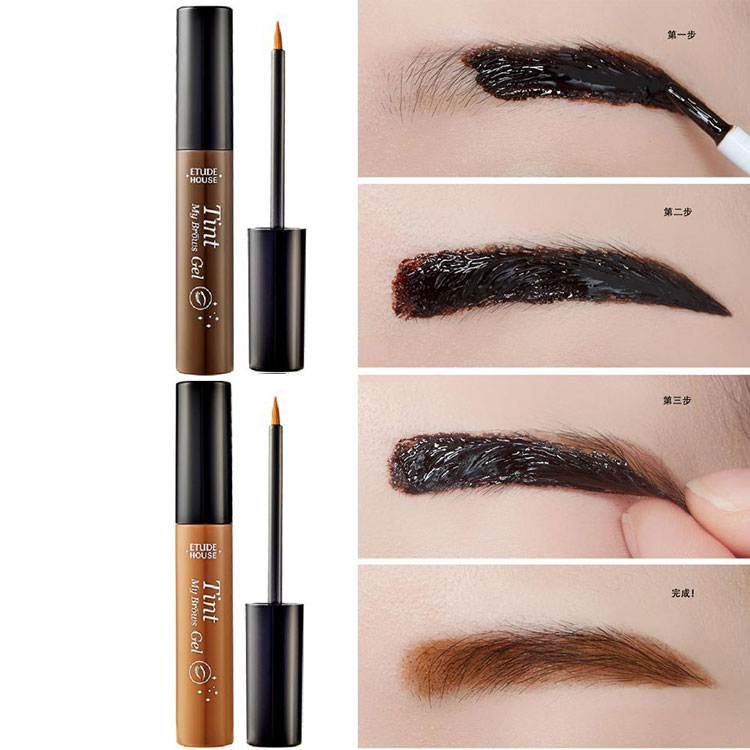 ETUDE
HOUSE
Tint
My Brows Gel
ETUDE
HOUSE
Tint
My Brows Gel
第一步
第二步
第三步
完成!